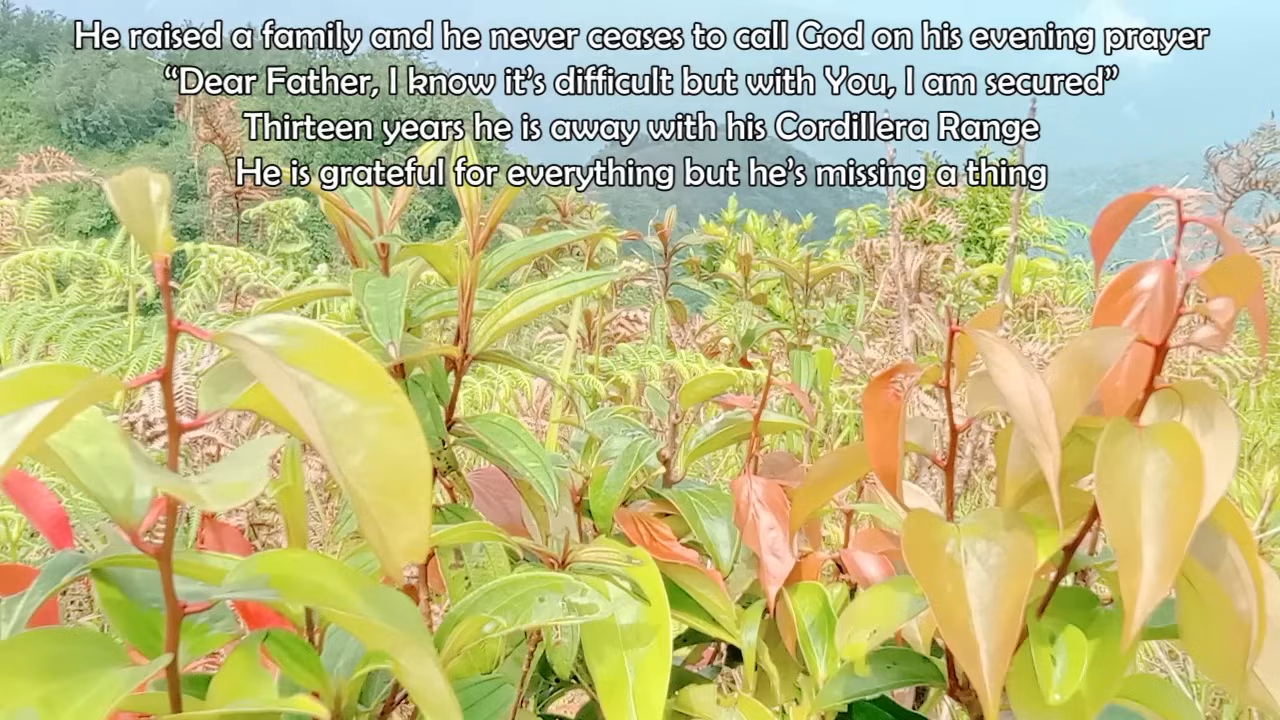 He raised a family and he never ceases to call God on his evening prayer
“Dear Father, I know it’s difficult but with You, I am secured”
Thirteen years he is away with his Cordillera Range
He is grateful for everything but he’s missing a thing